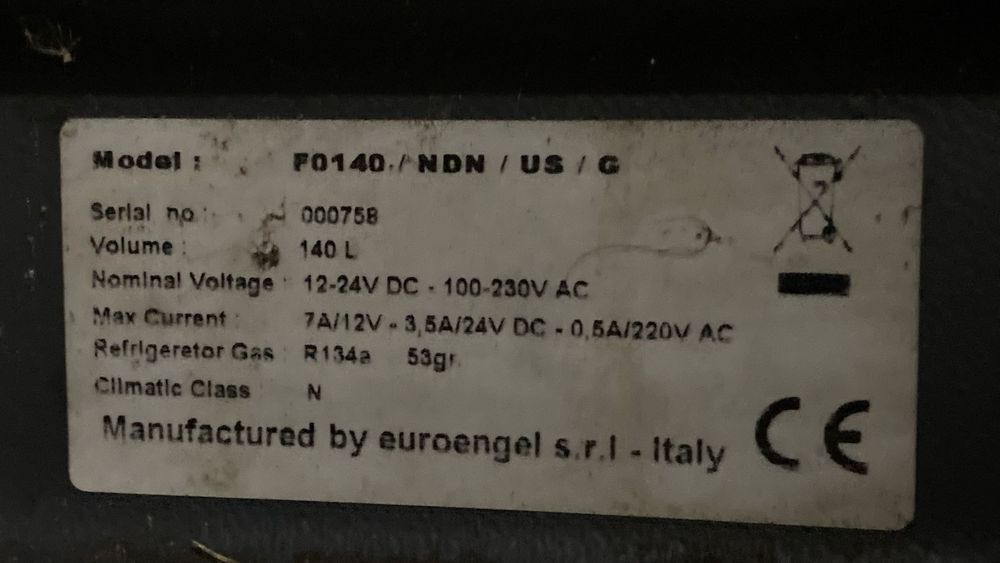 Model : F0140 / NDN / US / G
Serial no : 000758
Volume : 140 L
Nominal Voltage : 12-24V DC - 100-230V AC
Max Current : 7A/12V - 3,5A/24V DC - 0,5A/220V AC
Refrigeretor Gas : R134a 53gr.
Climatic Class N
Manufactured by euroengel s.r.l - Italy CE